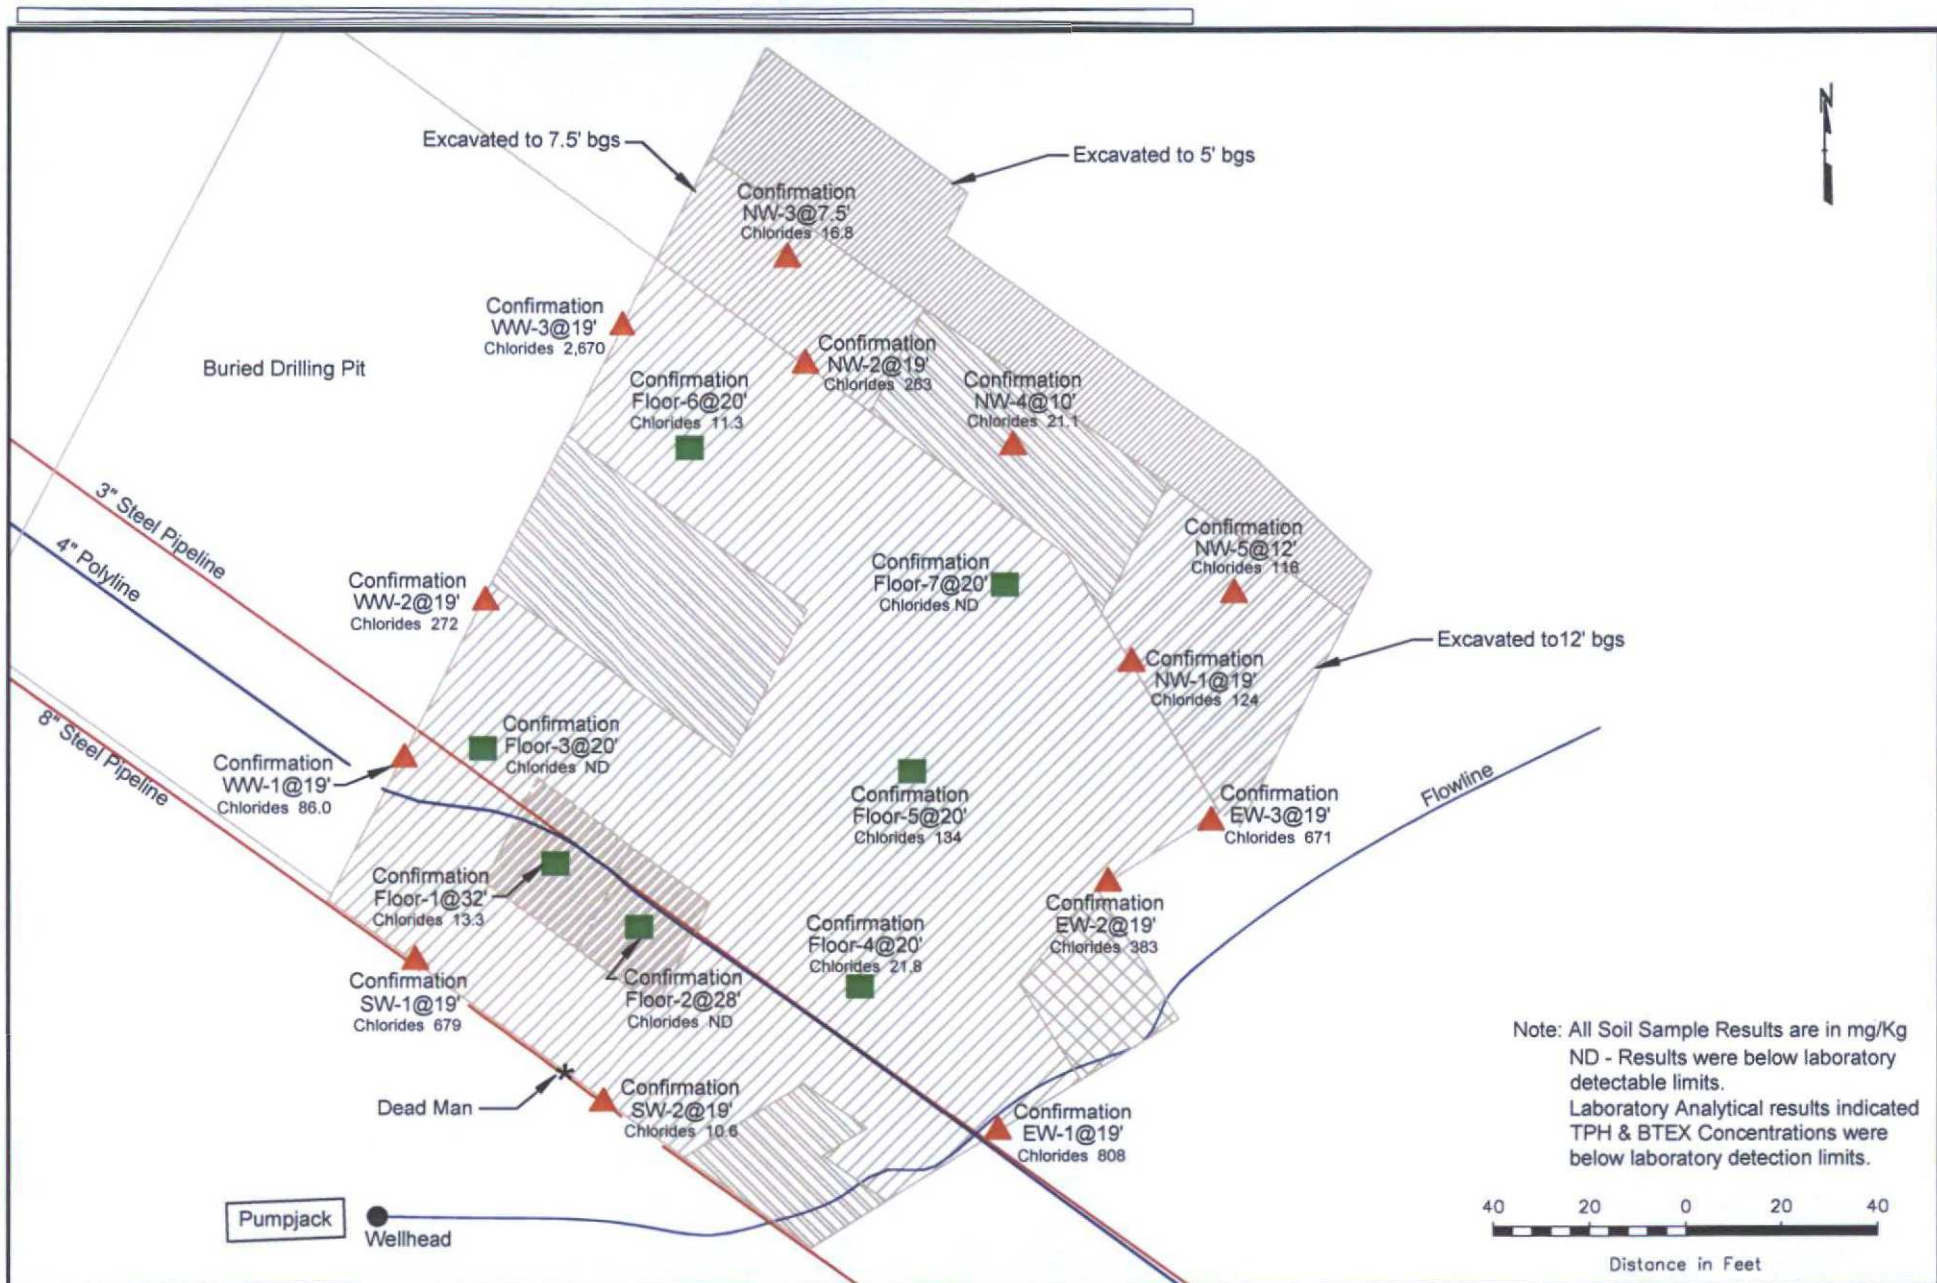 N
Excavated to 7.5' bgs
Excavated to 5' bgs
Confirmation
NW-3@7.5'
Chlorides 16.8
Confirmation
WW-3@19'
Chlorides 2,670
Confirmation
NW-2@19'
Chlorides 263
Buried Drilling Pit
Confirmation
Floor-6@20'
Chlorides 11.3
Confirmation
NW-4@10'
Chlorides 21.1
3" Steel Pipeline
4" Polyline
8" Steel Pipeline
Confirmation
NW-5@12'
Chlorides 116
Confirmation
Floor-7@20'
Chlorides ND
Confirmation
WW-2@19'
Chlorides 272
Excavated to12' bgs
Confirmation
NW-1@19'
Chlorides 124
Confirmation
Floor-3@20'
Chlorides ND
Confirmation
WW-1@19'
Chlorides 86.0
Confirmation
Floor-5@20'
Chlorides 134
Confirmation
EW-3@19'
Chlorides 671
Flowline
Confirmation
Floor-1@32'
Chlorides 13.3
Confirmation
EW-2@19'
Chlorides 383
Confirmation
Floor-4@20'
Chlorides 21.8
Confirmation
SW-1@19'
Chlorides 679
Confirmation
Floor-2@28'
Chlorides ND
Dead Man
Confirmation
SW-2@19'
Chlorides 10.6
Confirmation
EW-1@19'
Chlorides 808
Pumpjack
Wellhead
Note: All Soil Sample Results are in mg/Kg
ND - Results were below laboratory
detectable limits.
Laboratory Analytical results indicated
TPH & BTEX Concentrations were
below laboratory detection limits.
40 20 0 20 40
Distance in Feet